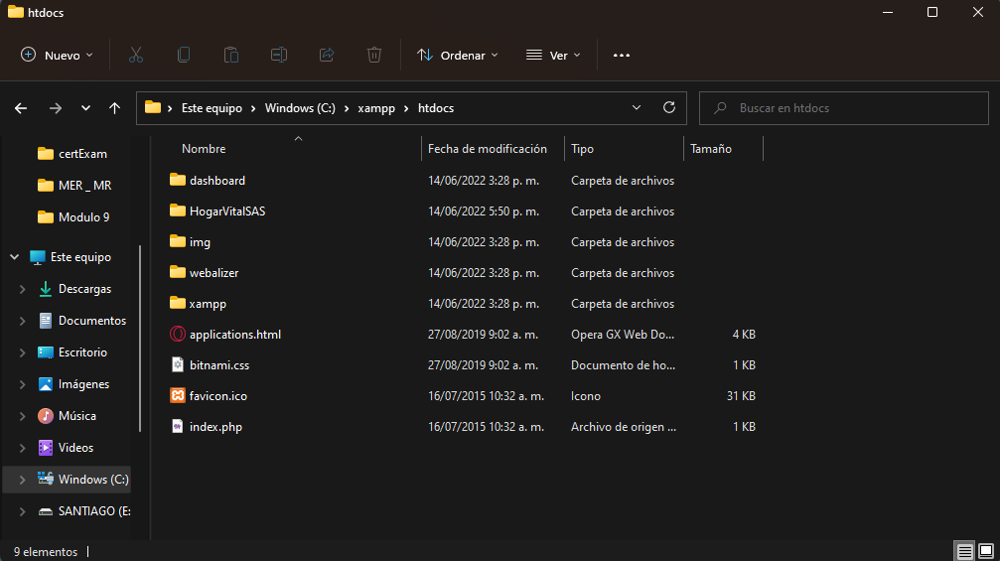 htdocs
Nuevo Ordenar Ver
Este equipo Windows (C:) xampp htdocs Buscar en htdocs
certExam
MER _ MR
Modulo 9
Este equipo
Descargas
Documentos
Escritorio
Imágenes
Música
Videos
Windows (C:)
SANTIAGO (E:
Nombre Fecha de modificación Tipo Tamaño
dashboard 14/06/2022 3:28 p. m. Carpeta de archivos
HogarVitalSAS 14/06/2022 5:50 p. m. Carpeta de archivos
img 14/06/2022 3:28 p. m. Carpeta de archivos
webalizer 14/06/2022 3:28 p. m. Carpeta de archivos
xampp 14/06/2022 3:28 p. m. Carpeta de archivos
applications.html 27/08/2019 9:02 a. m. Opera GX Web Do... 4 KB
bitnami.css 27/08/2019 9:02 a. m. Documento de ho... 1 KB
favicon.ico 16/07/2015 10:32 a. m. Icono 31 KB
index.php 16/07/2015 10:32 a. m. Archivo de origen ... 1 KB
9 elementos